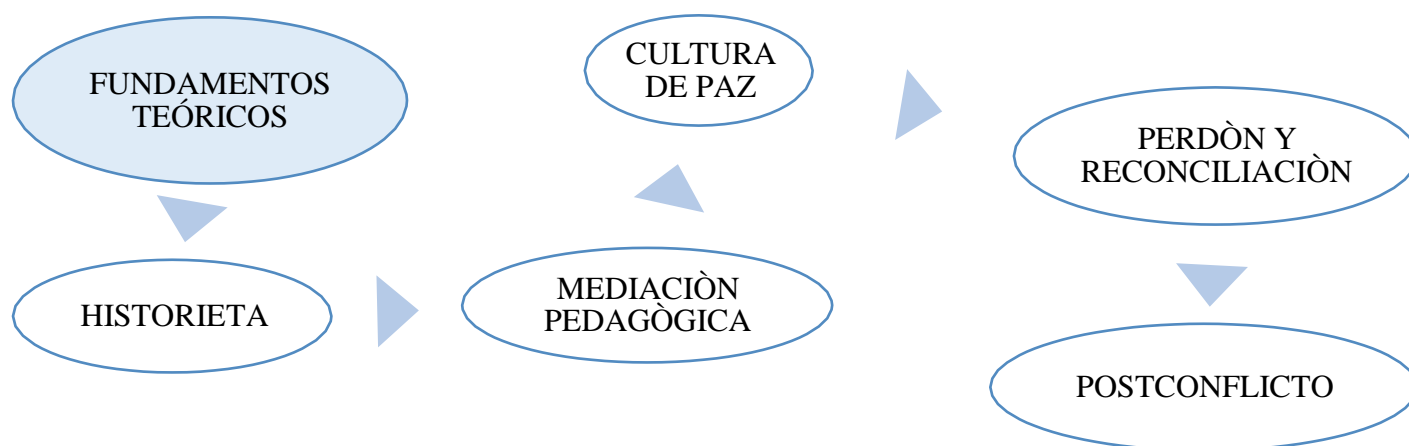 FUNDAMENTOS
TEÓRICOS
HISTORIETA
MEDIACIÒN
PEDAGÒGICA
CULTURA
DE PAZ
PERDÒN Y
RECONCILIACIÒN
POSTCONFLICTO